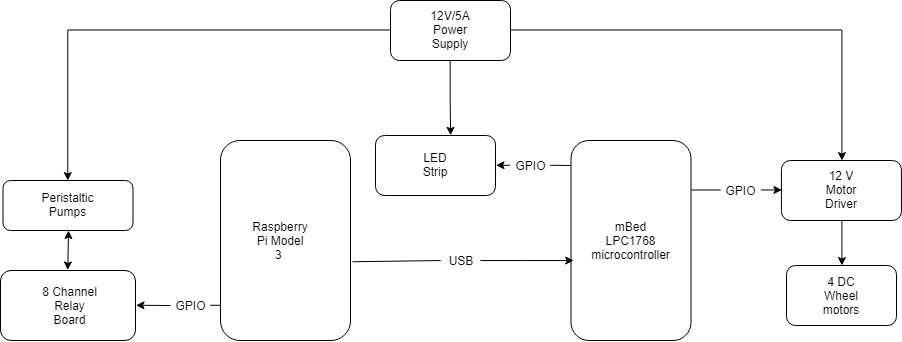 12V/5A
Power
Supply
LED
Strip
GPIO
Peristaltic
Pumps
Raspberry
Pi Model
3
mBed
LPC1768
microcontroller
GPIO
12 V
Motor
Driver
USB
8 Channel
Relay
Board
GPIO
4 DC
Wheel
motors